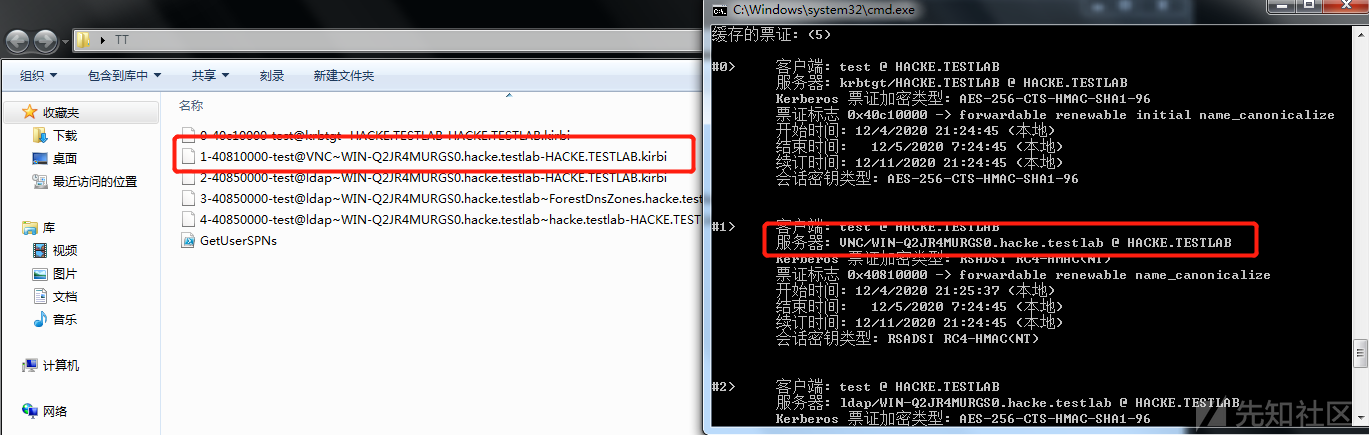 TT
组织
包含到库中
共享
刻录
新建文件夹
收藏夹
下载
桌面
最近访问的位置
库
视频
图片
文档
音乐
计算机
网络
名称
0-40c10000-test@krbtgt~HACKE.TESTLAB-HACKE.TESTLAB.kirbi
1-40810000-test@VNC~WIN-Q2JR4MURGS0.hacke.testlab-HACKE.TESTLAB.kirbi
2-40850000-test@ldap~WIN-Q2JR4MURGS0.hacke.testlab-HACKE.TESTLAB.kirbi
3-40850000-test@ldap~WIN-Q2JR4MURGS0.hacke.testlab~ForestDnsZones.hacke.test
4-40850000-test@ldap~WIN-Q2JR4MURGS0.hacke.testlab~hacke.testlab-HACKE.TEST
GetUserSPNs
C:\Windows\system32\cmd.exe
缓存的票证: (5)
#0> 客户端: test @ HACKE.TESTLAB
服务器: krbtgt/HACKE.TESTLAB @ HACKE.TESTLAB
Kerberos 票证加密类型: AES-256-CTS-HMAC-SHA1-96
票证标志 0x40c10000 -> forwardable renewable initial name_canonicalize
开始时间: 12/4/2020 21:24:45 (本地)
结束时间: 12/5/2020 7:24:45 (本地)
续订时间: 12/11/2020 21:24:45 (本地)
会话密钥类型: AES-256-CTS-HMAC-SHA1-96
#1> 客户端: test @ HACKE.TESTLAB
服务器: VNC/WIN-Q2JR4MURGS0.hacke.testlab @ HACKE.TESTLAB
Kerberos 票证加密类型: RSADSI RC4-HMAC(NT)
票证标志 0x40810000 -> forwardable renewable name_canonicalize
开始时间: 12/4/2020 21:25:37 (本地)
结束时间: 12/5/2020 7:24:45 (本地)
续订时间: 12/11/2020 21:24:45 (本地)
会话密钥类型: RSADSI RC4-HMAC(NT)
#2> 客户端: test @ HACKE.TESTLAB
服务器: ldap/WIN-Q2JR4MURGS0.hacke.testlab @ HACKE.TESTLAB
Kerberos 票证加密类型: AES-256-CTS-HMAC-SHA1-96
先知社区